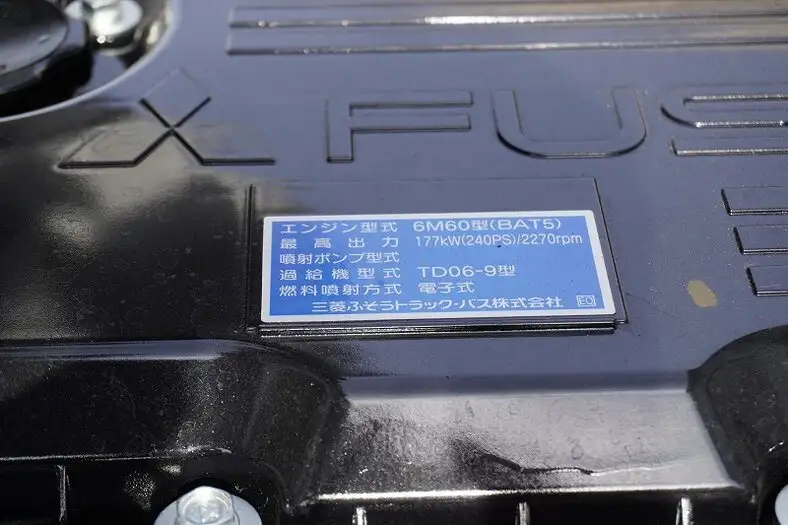 FUS
エンジン型式 6M60型(BAT5)
最高出力 177kW(240PS)/2270rpm
噴射ポンプ型式
過給機型式 TD06-9型
燃料噴射方式 電子式
三菱ふそうトラック・バス株式会社 EO